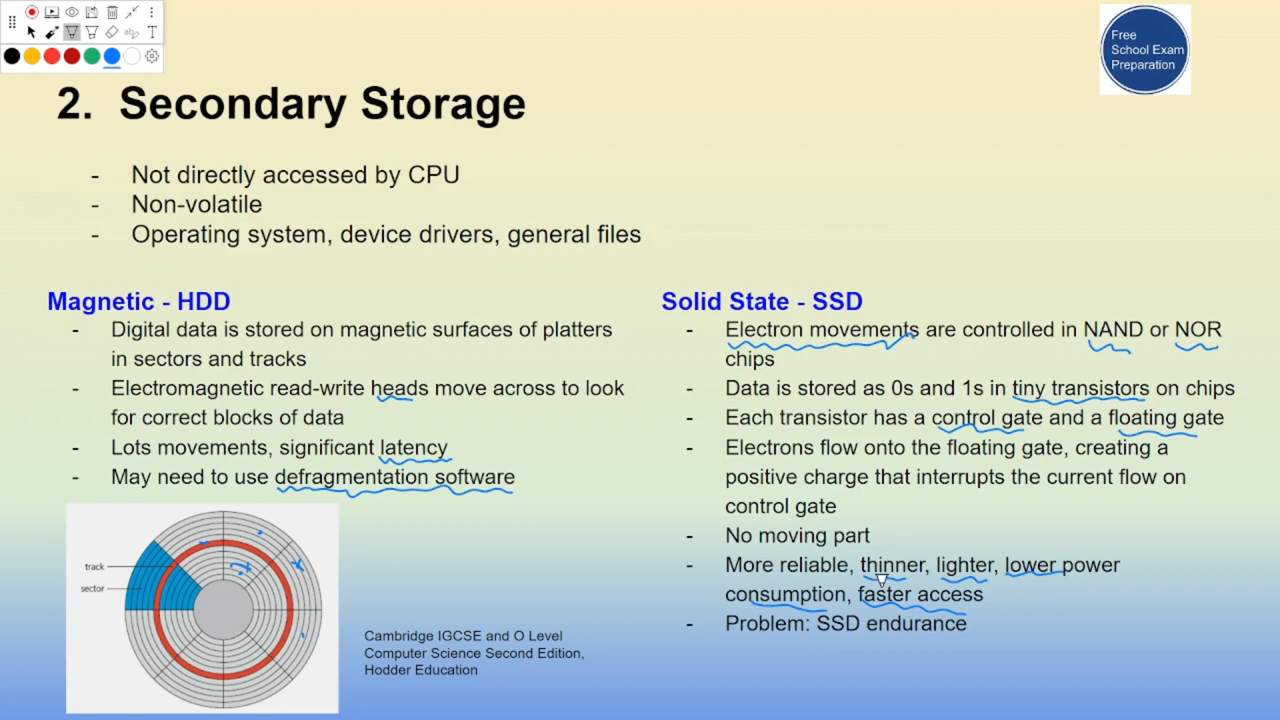 Free
School Exam
Preparation
2. Secondary Storage
- Not directly accessed by CPU
- Non-volatile
- Operating system, device drivers, general files
Magnetic - HDD
- Digital data is stored on magnetic surfaces of platters
in sectors and tracks
- Electromagnetic read-write heads move across to look
for correct blocks of data
- Lots movements, significant latency
- May need to use defragmentation software
track
sector
Cambridge IGCSE and O Level
Computer Science Second Edition,
Hodder Education
Solid State - SSD
- Electron movements are controlled in NAND or NOR
chips
- Data is stored as 0s and 1s in tiny transistors on chips
- Each transistor has a control gate and a floating gate
- Electrons flow onto the floating gate, creating a
positive charge that interrupts the current flow on
control gate
- No moving part
- More reliable, thinner, lighter, lower power
consumption, faster access
- Problem: SSD endurance